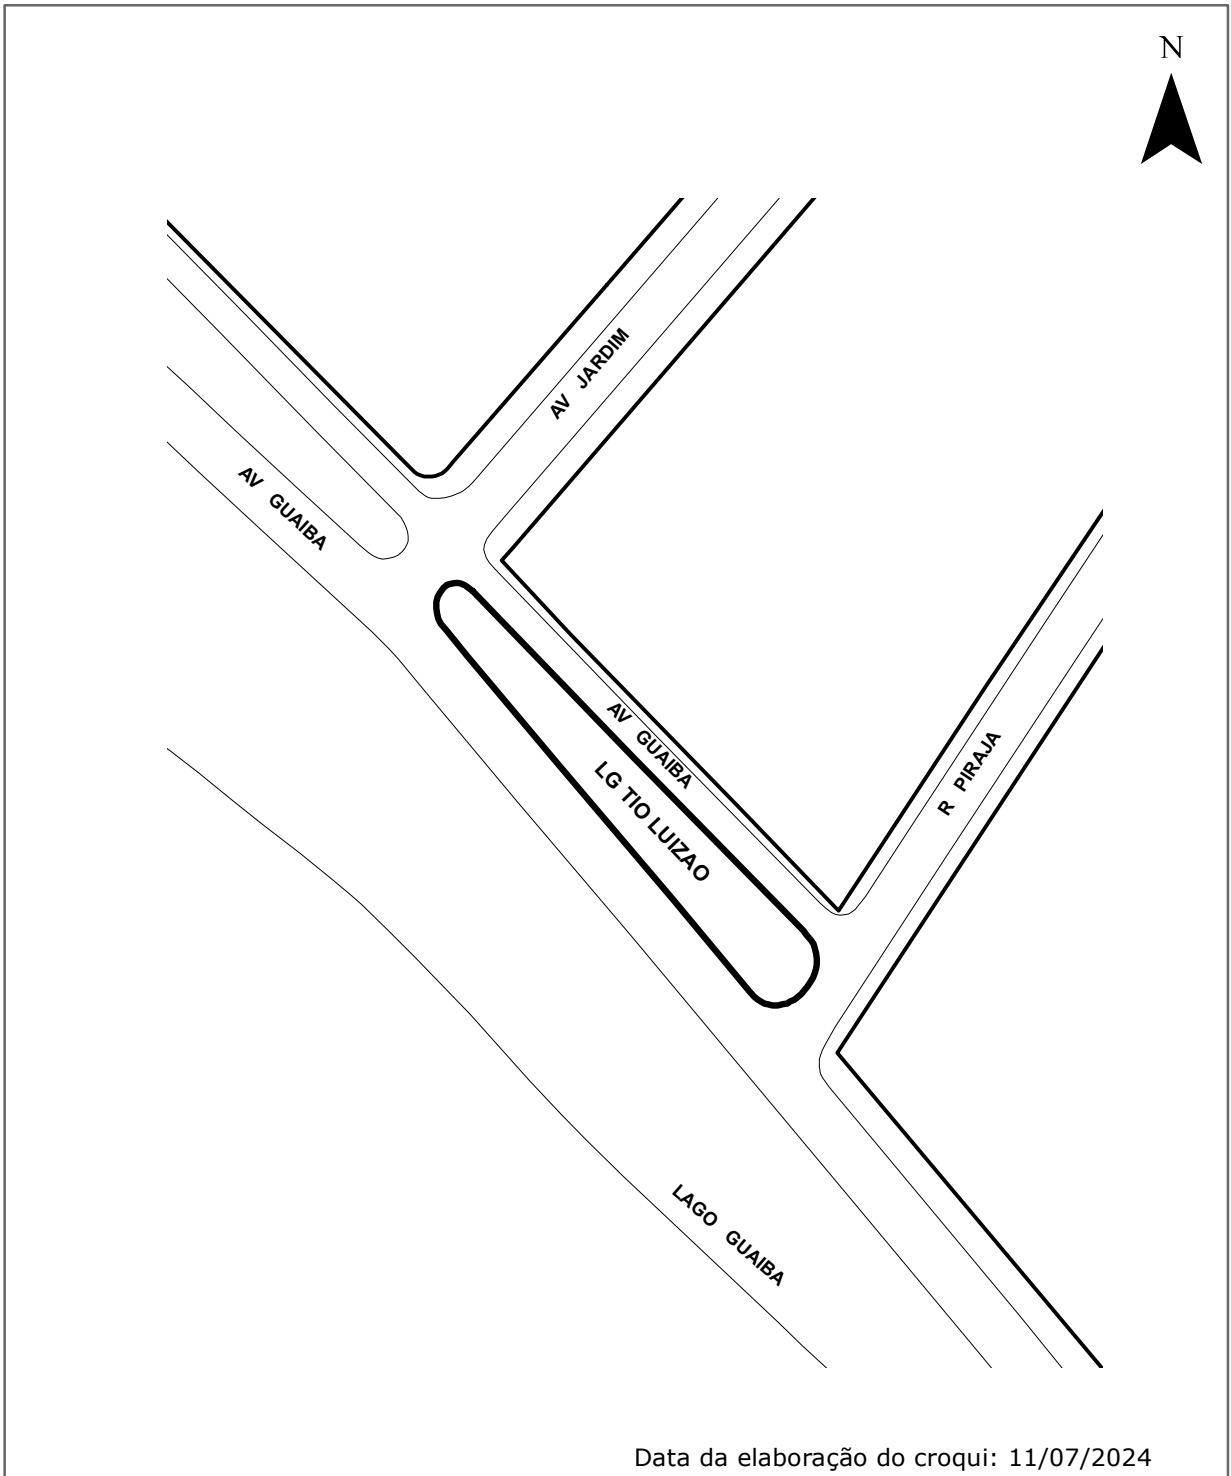 N
AV JARDIM
AV GUAIBA
AV GUAIBA
LG TIO LUIZAO
R PIRAJA
LAGO GUAIBA
Data da elaboração do croqui: 11/07/2024